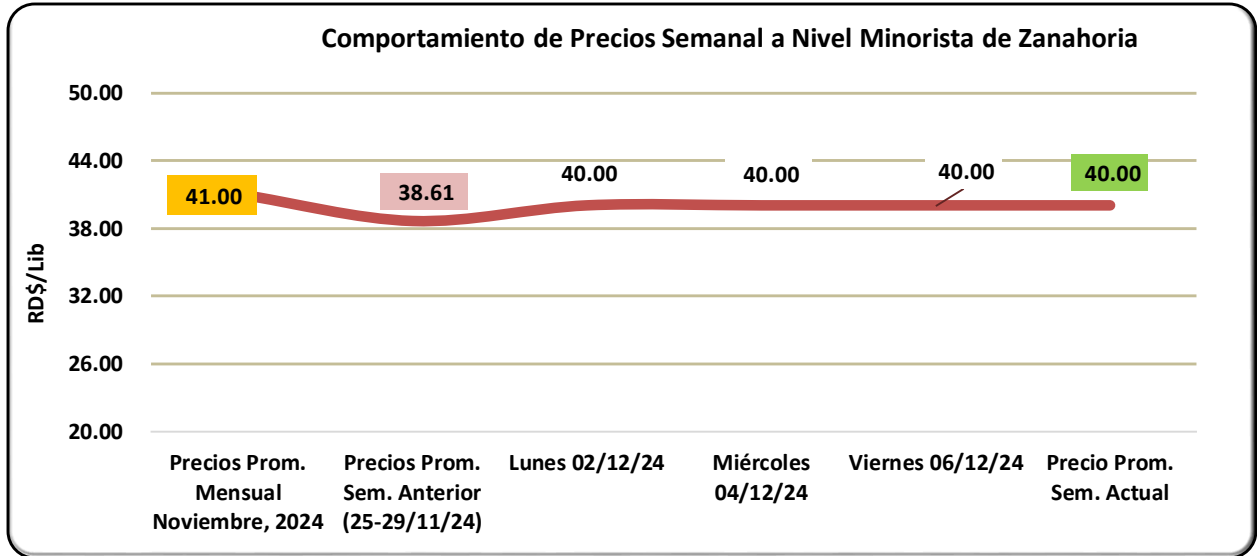 Comportamiento de Precios Semanal a Nivel Minorista de Zanahoria
50.00
44.00
38.00
32.00
26.00
20.00
RD$/Lib
41.00
38.61
40.00
40.00
40.00
40.00
Precios Prom.
Mensual
Noviembre, 2024
Precios Prom.
Sem. Anterior
(25-29/11/24)
Lunes 02/12/24
Miércoles
04/12/24
Viernes 06/12/24
Precio Prom.
Sem. Actual